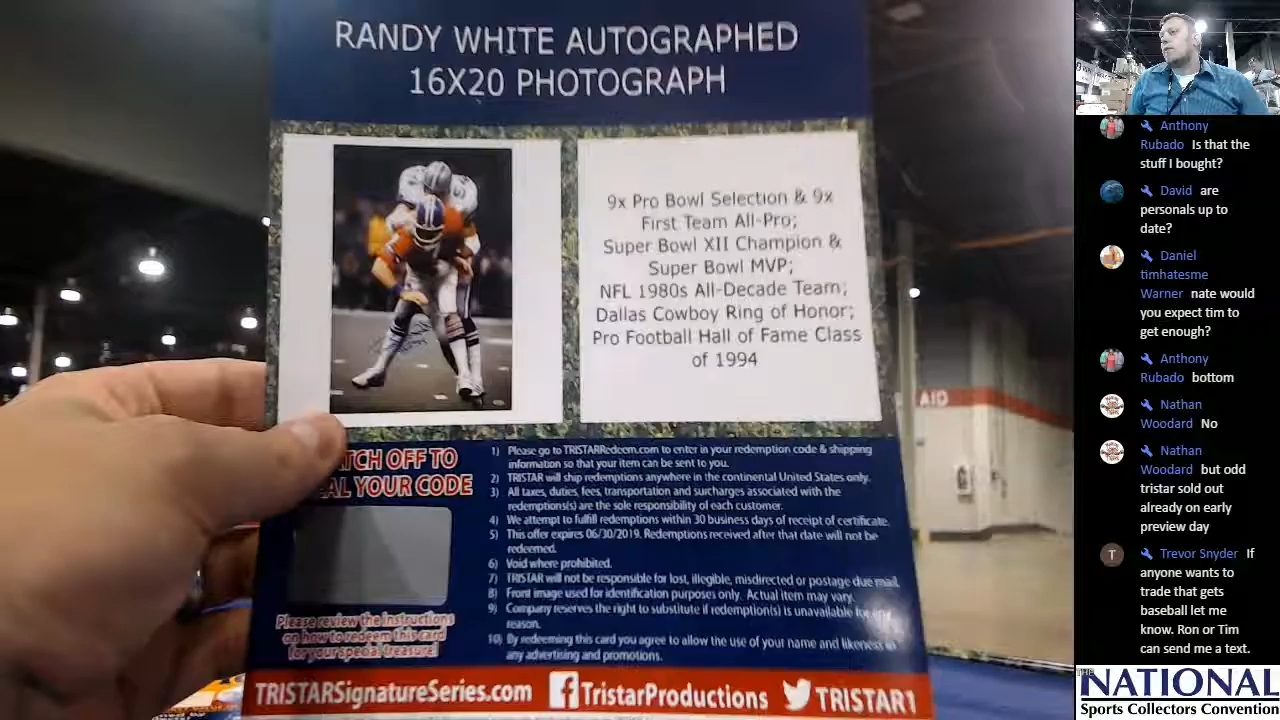 RANDY WHITE AUTOGRAPHED
16X20 PHOTOGRAPH
9x Pro Bowl Selection & 9x
First Team All-Pro;
Super Bowl XII Champion &
Super Bowl MVP;
NFL 1980s All-Decade Team;
Dallas Cowboy Ring of Honor;
Pro Football Hall of Fame Class
of 1994
TCH OFF TO
AL YOUR CODE
Please review the instructions
on how to redeem this card
for your special treasure!
1) Please go to TRISTARRedeem.com to enter in your redemption code & shipping
information so that your item can be sent to you.
2) TRISTAR will ship redemptions anywhere in the continental United States only.
3) All taxes, duties, fees, transportation and surcharges associated with the
redemptions(s) are the sole responsibility of each customer.
4) We attempt to fulfill redemptions within 30 business days of receipt of certificate.
5) This offer expires 06/30/2019. Redemptions received after that date will not be
redeemed.
6) Void where prohibited.
7) TRISTAR will not be responsible for lost, illegible, misdirected or postage due mail.
8) Front image used for identification purposes only. Actual item may vary.
9) Company reserves the right to substitute if redemption(s) is unavailable for any
reason.
10) By redeeming this card you agree to allow the use of your name and likeness in
any advertising and promotions.
TRISTARSignatureSeries.com
TristarProductions
TRISTAR1
AID
Anthony
Rubado Is that the
stuff I bought?
David are
personals up to
date?
Daniel
timhatesme
Warner nate would
you expect tim to
get enough?
Anthony
Rubado bottom
Nathan
Woodard No
Nathan
Woodard but odd
tristar sold out
already on early
preview day
T
Trevor Snyder If
anyone wants to
trade that gets
baseball let me
know. Ron or Tim
can send me a text.
THE
NATIONAL
Sports Collectors Convention